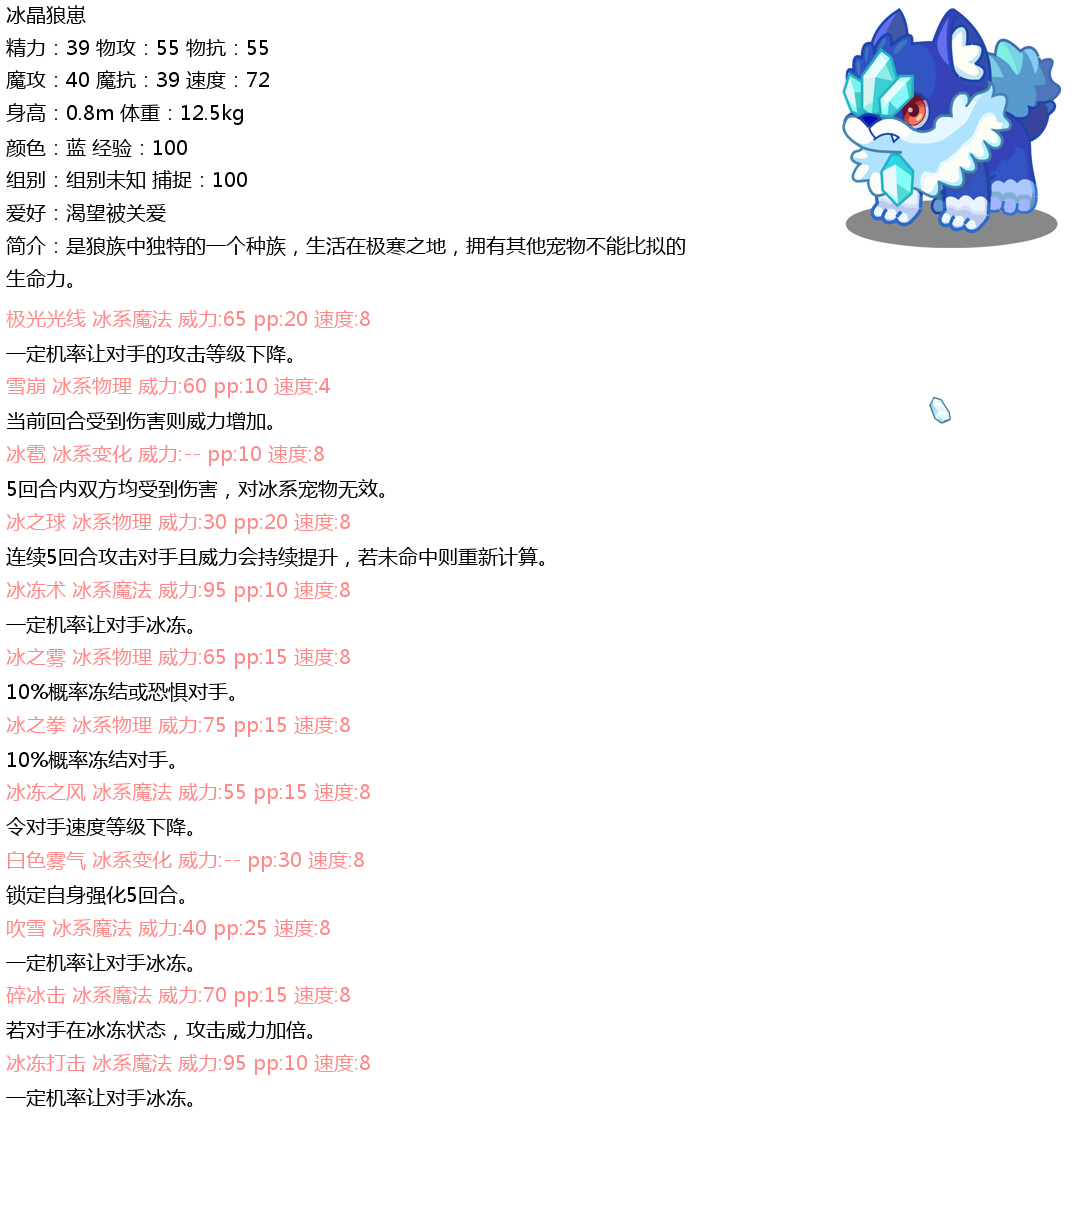 冰晶狼崽
精力：39 物攻：55 物抗：55
魔攻：40 魔抗：39 速度：72
身高：0.8m 体重：12.5kg
颜色：蓝 经验：100
组别：组别未知 捕捉：100
爱好：渴望被关爱
简介：是狼族中独特的一个种族，生活在极寒之地，拥有其他宠物不能比拟的
生命力。
极光光线 冰系魔法 威力:65 pp:20 速度:8
一定机率让对手的攻击等级下降。
雪崩 冰系物理 威力:60 pp:10 速度:4
当前回合受到伤害则威力增加。
冰雹 冰系变化 威力:-- pp:10 速度:8
5回合内双方均受到伤害，对冰系宠物无效。
冰之球 冰系物理 威力:30 pp:20 速度:8
连续5回合攻击对手且威力会持续提升，若未命中则重新计算。
冰冻术 冰系魔法 威力:95 pp:10 速度:8
一定机率让对手冰冻。
冰之雾 冰系物理 威力:65 pp:15 速度:8
10%概率冻结或恐惧对手。
冰之拳 冰系物理 威力:75 pp:15 速度:8
10%概率冻结对手。
冰冻之风 冰系魔法 威力:55 pp:15 速度:8
令对手速度等级下降。
白色雾气 冰系变化 威力:-- pp:30 速度:8
锁定自身强化5回合。
吹雪 冰系魔法 威力:40 pp:25 速度:8
一定机率让对手冰冻。
碎冰击 冰系魔法 威力:70 pp:15 速度:8
若对手在冰冻状态，攻击威力加倍。
冰冻打击 冰系魔法 威力:95 pp:10 速度:8
一定机率让对手冰冻。